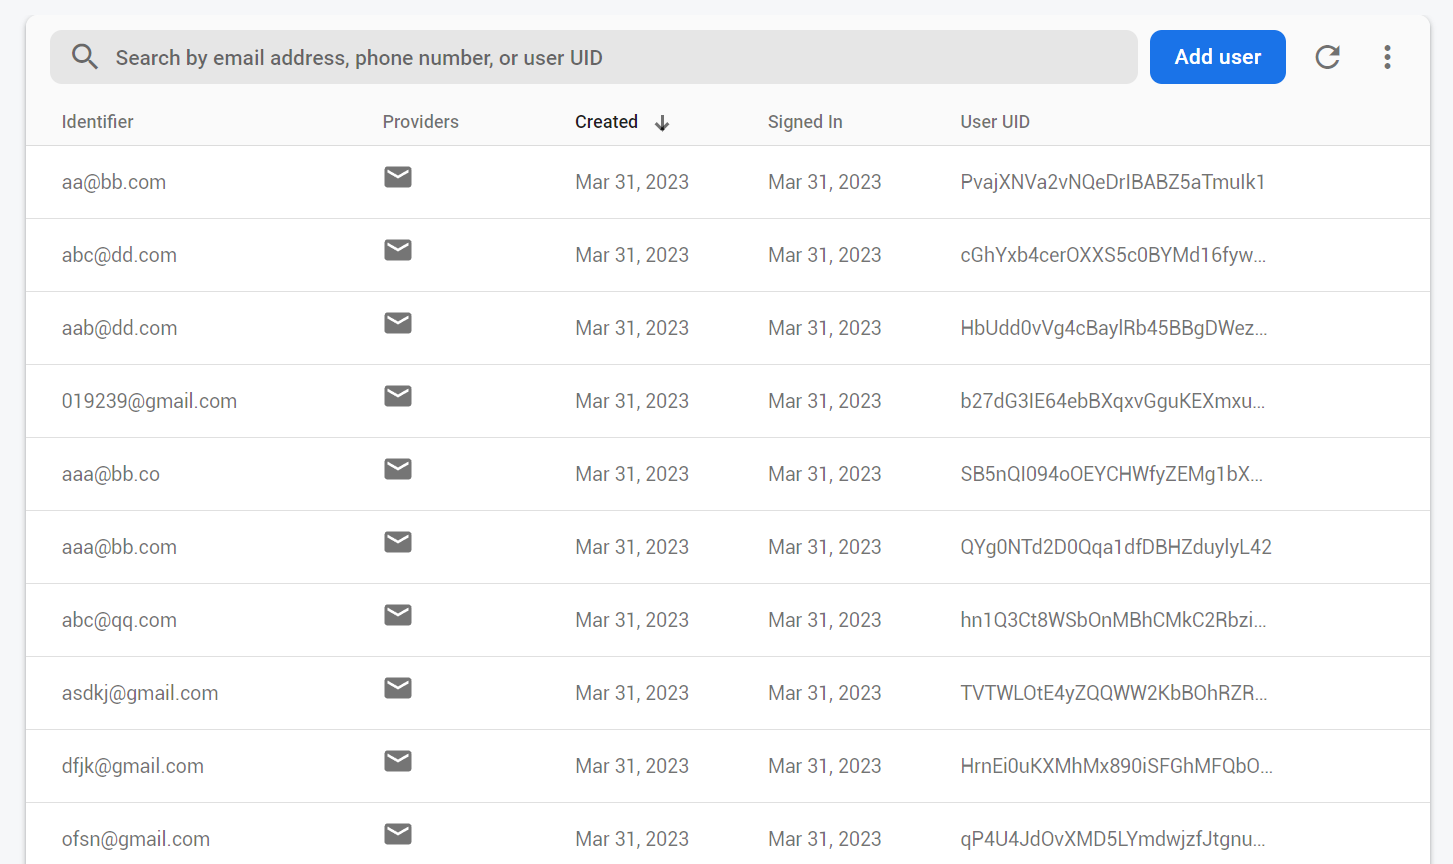 Search by email address, phone number, or user UID
Add user
Identifier Providers Created Signed In User UID
aa@bb.com Mar 31, 2023 Mar 31, 2023 PvajXNVa2vNQeDrIBABZ5aTmuIk1
abc@dd.com Mar 31, 2023 Mar 31, 2023 cGhYxb4cerOXXS5c0BYMd16fyw...
aab@dd.com Mar 31, 2023 Mar 31, 2023 HbUdd0vVg4cBaylRb45BBgDWez...
019239@gmail.com Mar 31, 2023 Mar 31, 2023 b27dG3IE64ebBXqxvGguKEXmxu...
aaa@bb.co Mar 31, 2023 Mar 31, 2023 SB5nQI094oOEYCHWfyZEMg1bX...
aaa@bb.com Mar 31, 2023 Mar 31, 2023 QYg0NTd2D0Qqa1dfDBHZduylyL42
abc@qq.com Mar 31, 2023 Mar 31, 2023 hn1Q3Ct8WSbOnMBhCMkC2Rbzi...
asdkj@gmail.com Mar 31, 2023 Mar 31, 2023 TVTWLOtE4yZQQWW2KbBOhRZR...
dfjk@gmail.com Mar 31, 2023 Mar 31, 2023 HrnEi0uKXMhMx890iSFGhMFQbO...
ofsn@gmail.com Mar 31, 2023 Mar 31, 2023 qP4U4JdOvXMD5LYmdwjzfJtgnu...